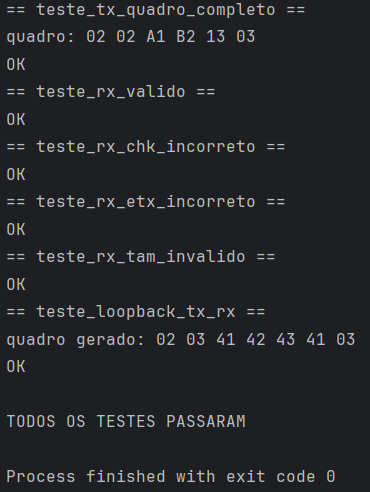 == teste_tx_quadro_completo ==
quadro: 02 02 A1 B2 13 03
OK
== teste_rx_valido ==
OK
== teste_rx_chk_incorreto ==
OK
== teste_rx_etx_incorreto ==
OK
== teste_rx_tam_invalido ==
OK
== teste_loopback_tx_rx ==
quadro gerado: 02 03 41 42 43 41 03
OK
TODOS OS TESTES PASSARAM
Process finished with exit code 0